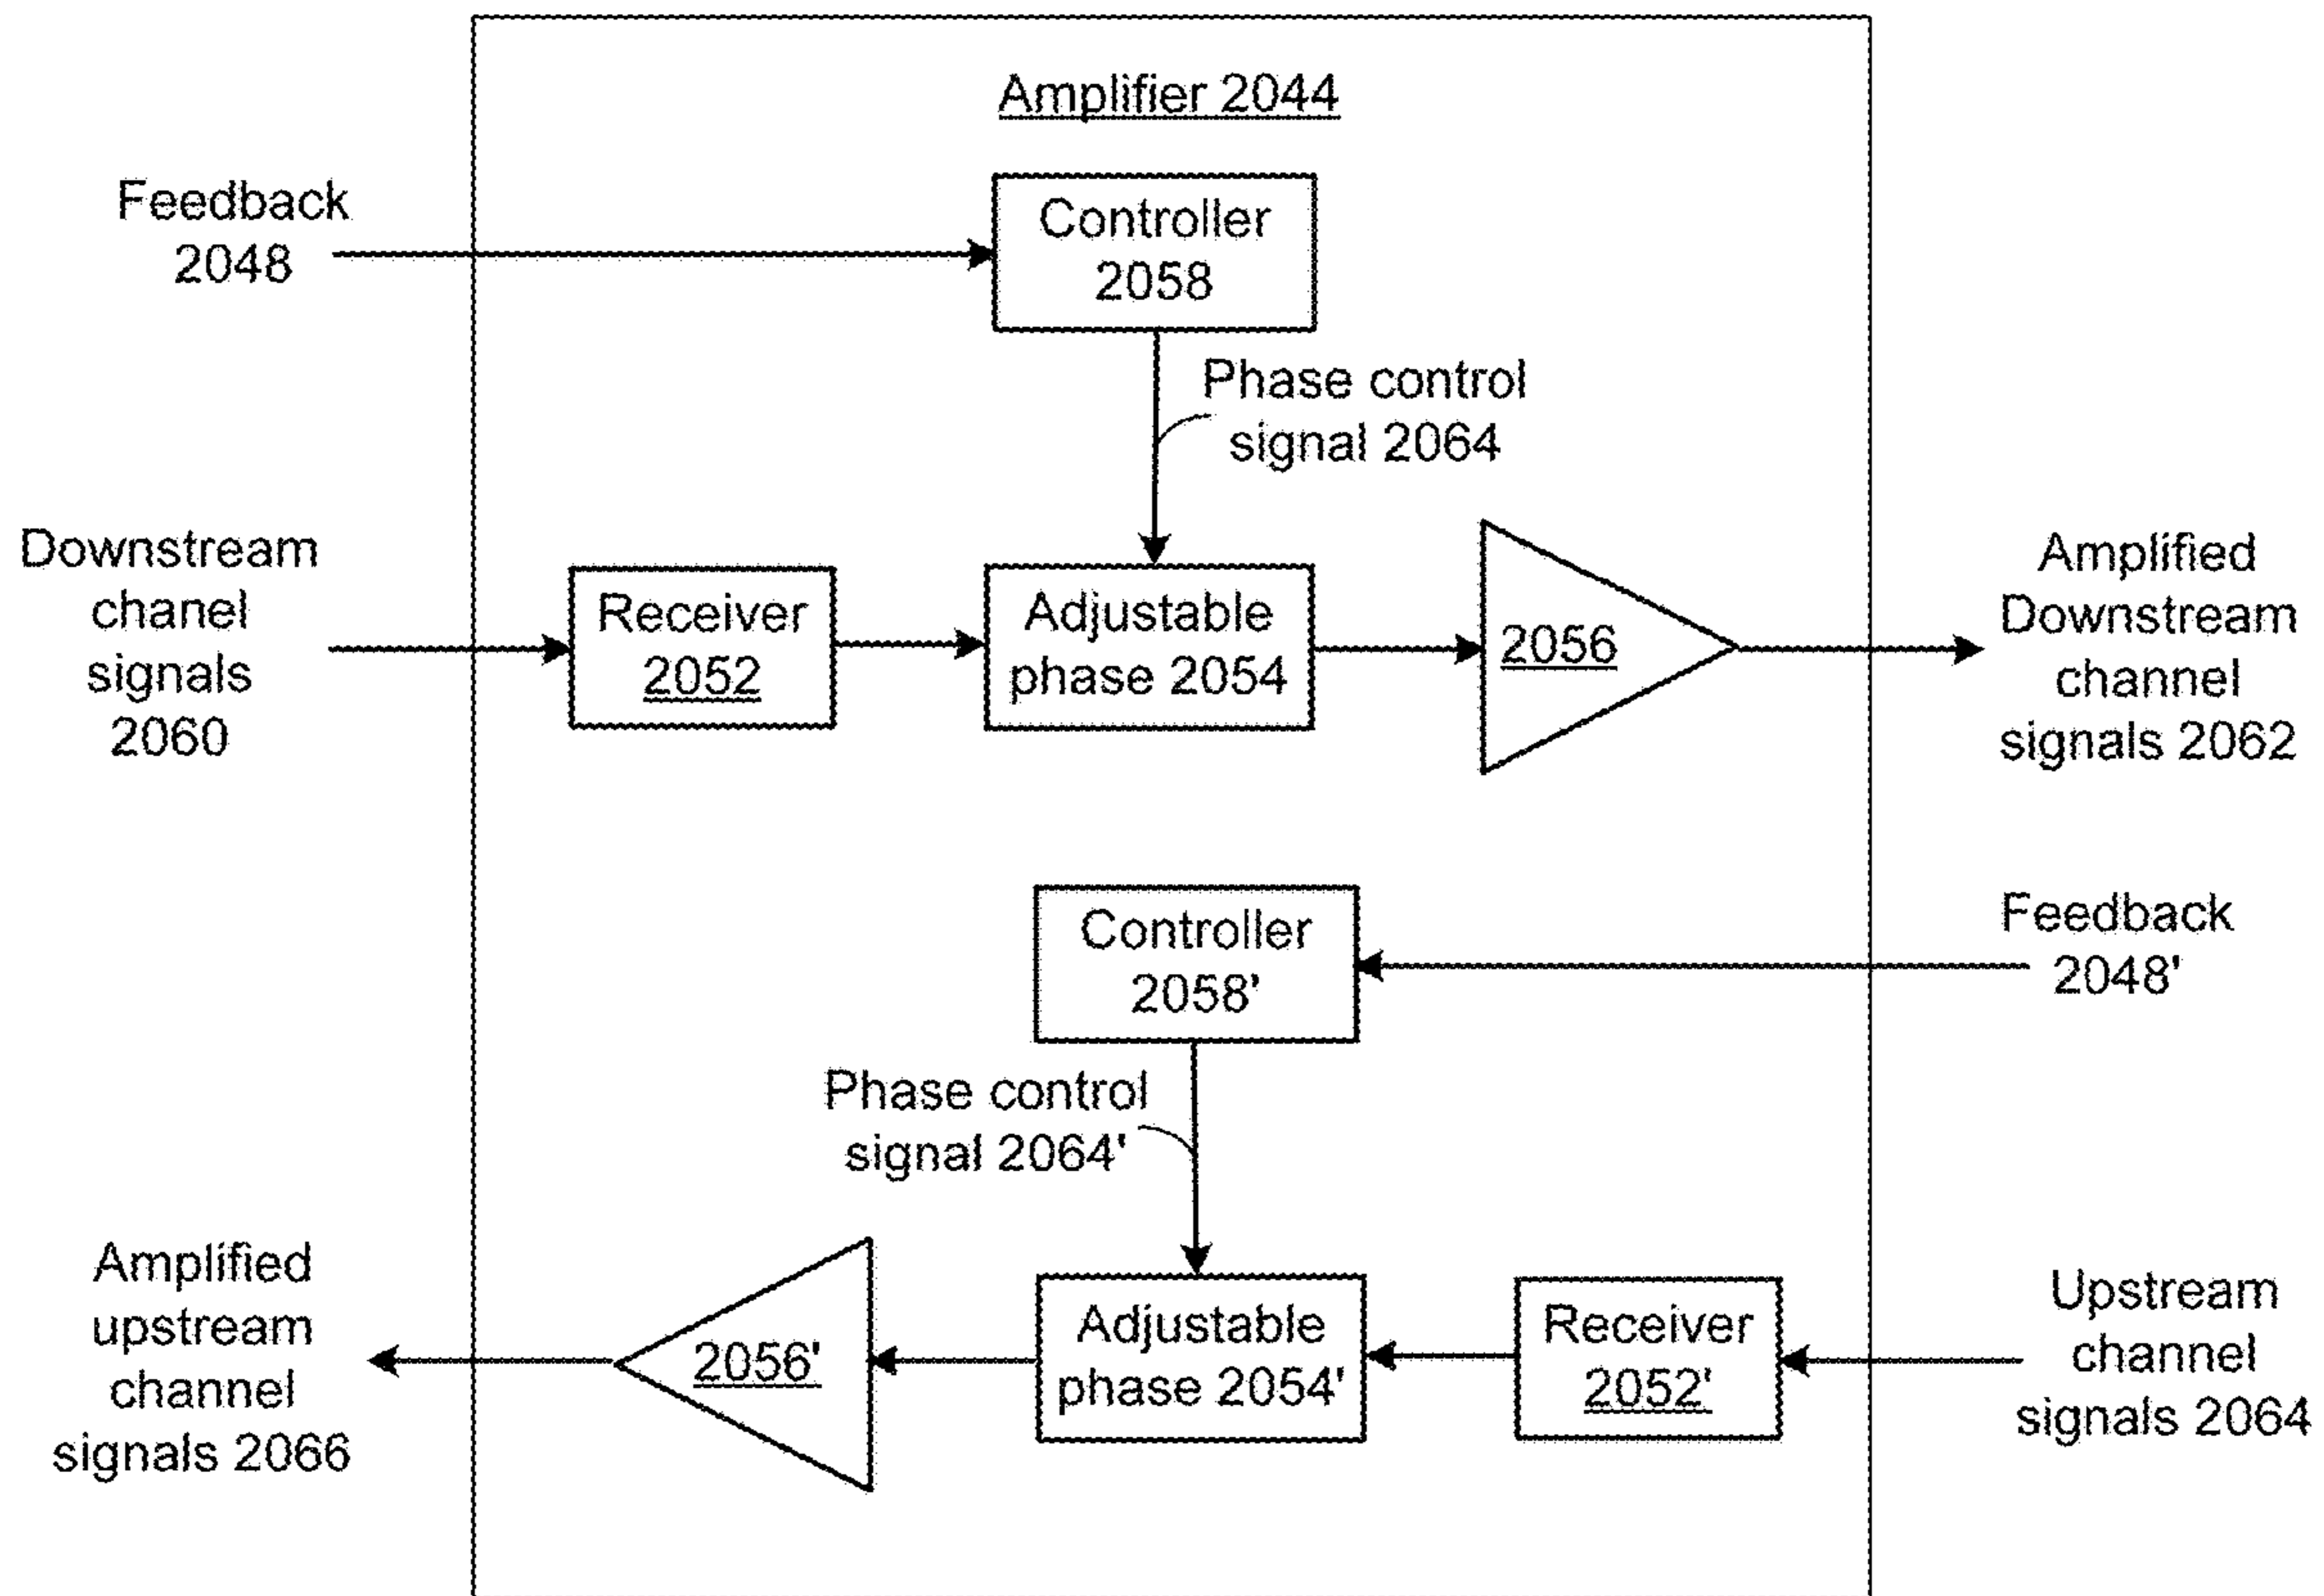 Amplifier 2044
Feedback
2048
Controller
2058
Phase control
signal 2064
Downstream
chanel
signals
2060
Receiver
2052
Adjustable
phase 2054
2056
Amplified
Downstream
channel
signals 2062
Controller
2058'
Feedback
2048'
Phase control
signal 2064'
Amplified
upstream
channel
signals 2066
2056'
Adjustable
phase 2054'
Receiver
2052'
Upstream
channel
signals 2064